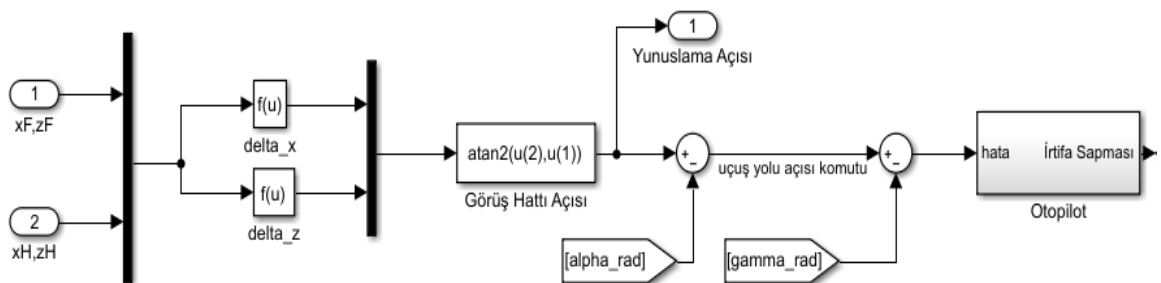 1
Yunuslama Açısı
1
xF,zF
f(u)
delta_x
atan2(u(2),u(1))
Görüş Hattı Açısı
+
_
uçuş yolu açısı komutu
+
_
hata
İrtifa Sapması
Otopilot
f(u)
delta_z
2
xH,zH
[alpha_rad]
[gamma_rad]